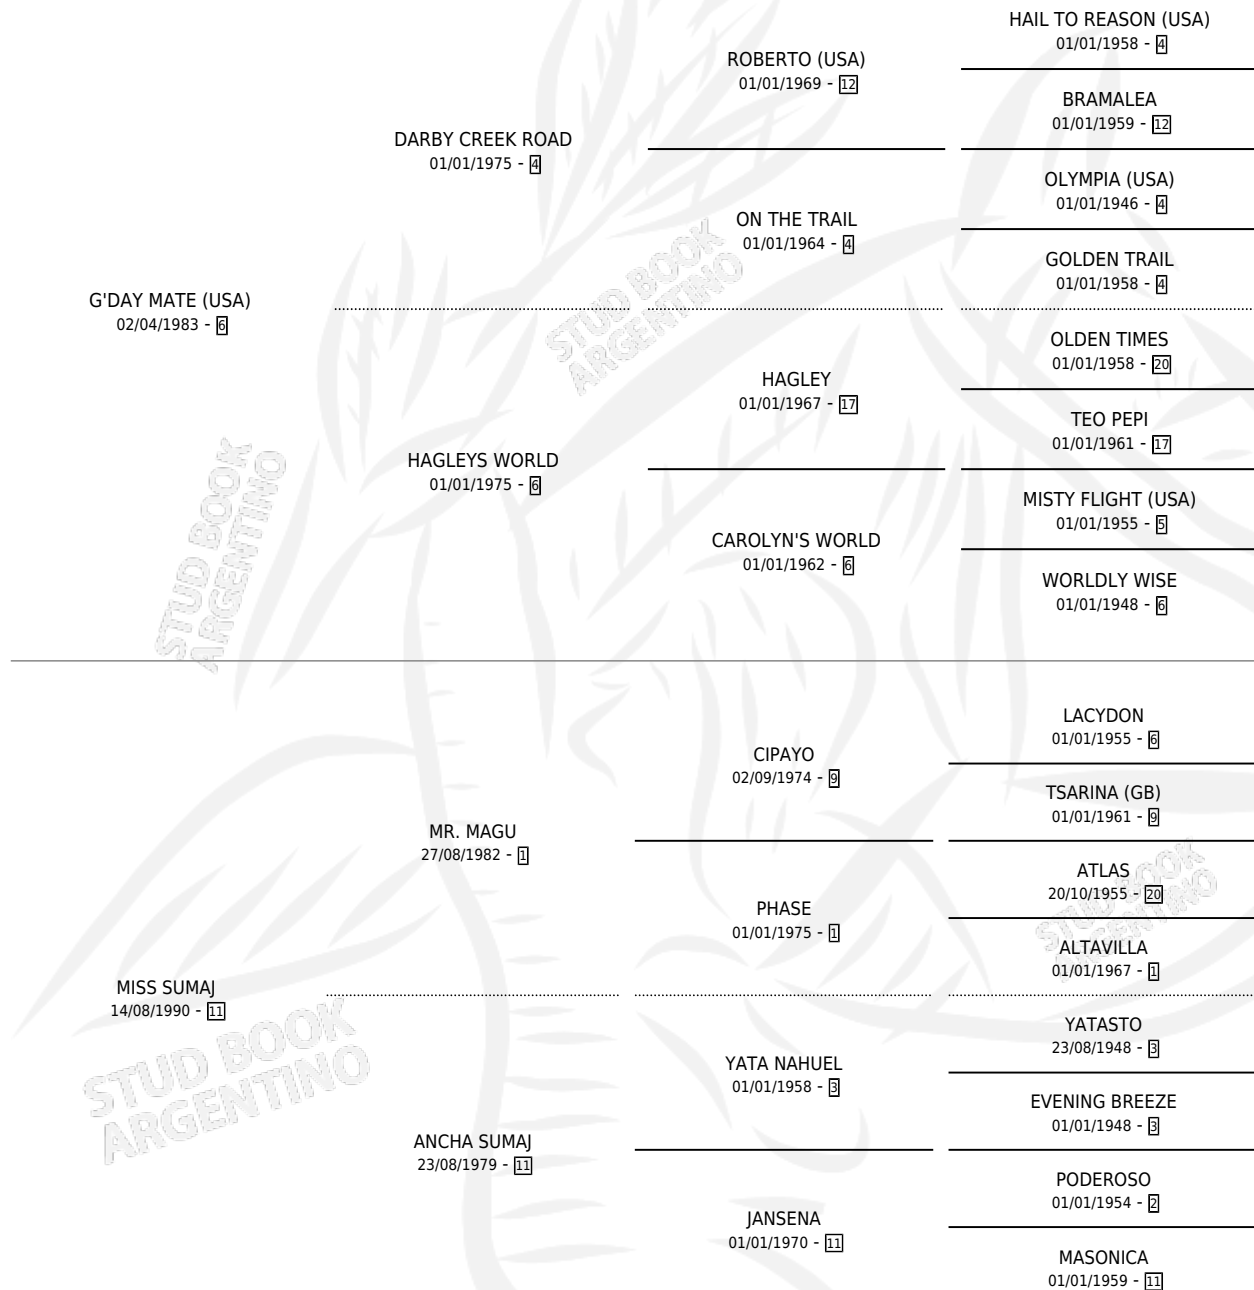 HAIL TO REASON (USA)
01/01/1958 - 4
ROBERTO (USA)
01/01/1969 - 12
BRAMALEA
01/01/1959 - 12
DARBY CREEK ROAD
01/01/1975 - 4
OLYMPIA (USA)
01/01/1946 - 4
ON THE TRAIL
01/01/1964 - 4
GOLDEN TRAIL
01/01/1958 - 4
G'DAY MATE (USA)
02/04/1983 - 6
OLDEN TIMES
01/01/1958 - 20
HAGLEY
01/01/1967 - 17
TEO PEPI
01/01/1961 - 17
HAGLEYS WORLD
01/01/1975 - 6
MISTY FLIGHT (USA)
01/01/1955 - 5
CAROLYN'S WORLD
01/01/1962 - 6
WORLDLY WISE
01/01/1948 - 6
LACYDON
01/01/1955 - 6
CIPAYO
02/09/1974 - 9
TSARINA (GB)
01/01/1961 - 9
MR. MAGU
27/08/1982 - 1
ATLAS
20/10/1955 - 20
PHASE
01/01/1975 - 1
ALTAVILLA
01/01/1967 - 1
MISS SUMAJ
14/08/1990 - 11
YATASTO
23/08/1948 - 3
YATA NAHUEL
01/01/1958 - 3
EVENING BREEZE
01/01/1948 - 3
ANCHA SUMAJ
23/08/1979 - 11
PODEROSO
01/01/1954 - 2
JANSENA
01/01/1970 - 11
MASONICA
01/01/1959 - 11
STUD BOOK
ARGENTINO
STUD BOOK
ARGENTINO
STUD BOOK
ARGENTINO
STUD BOOK
ARGENTINO